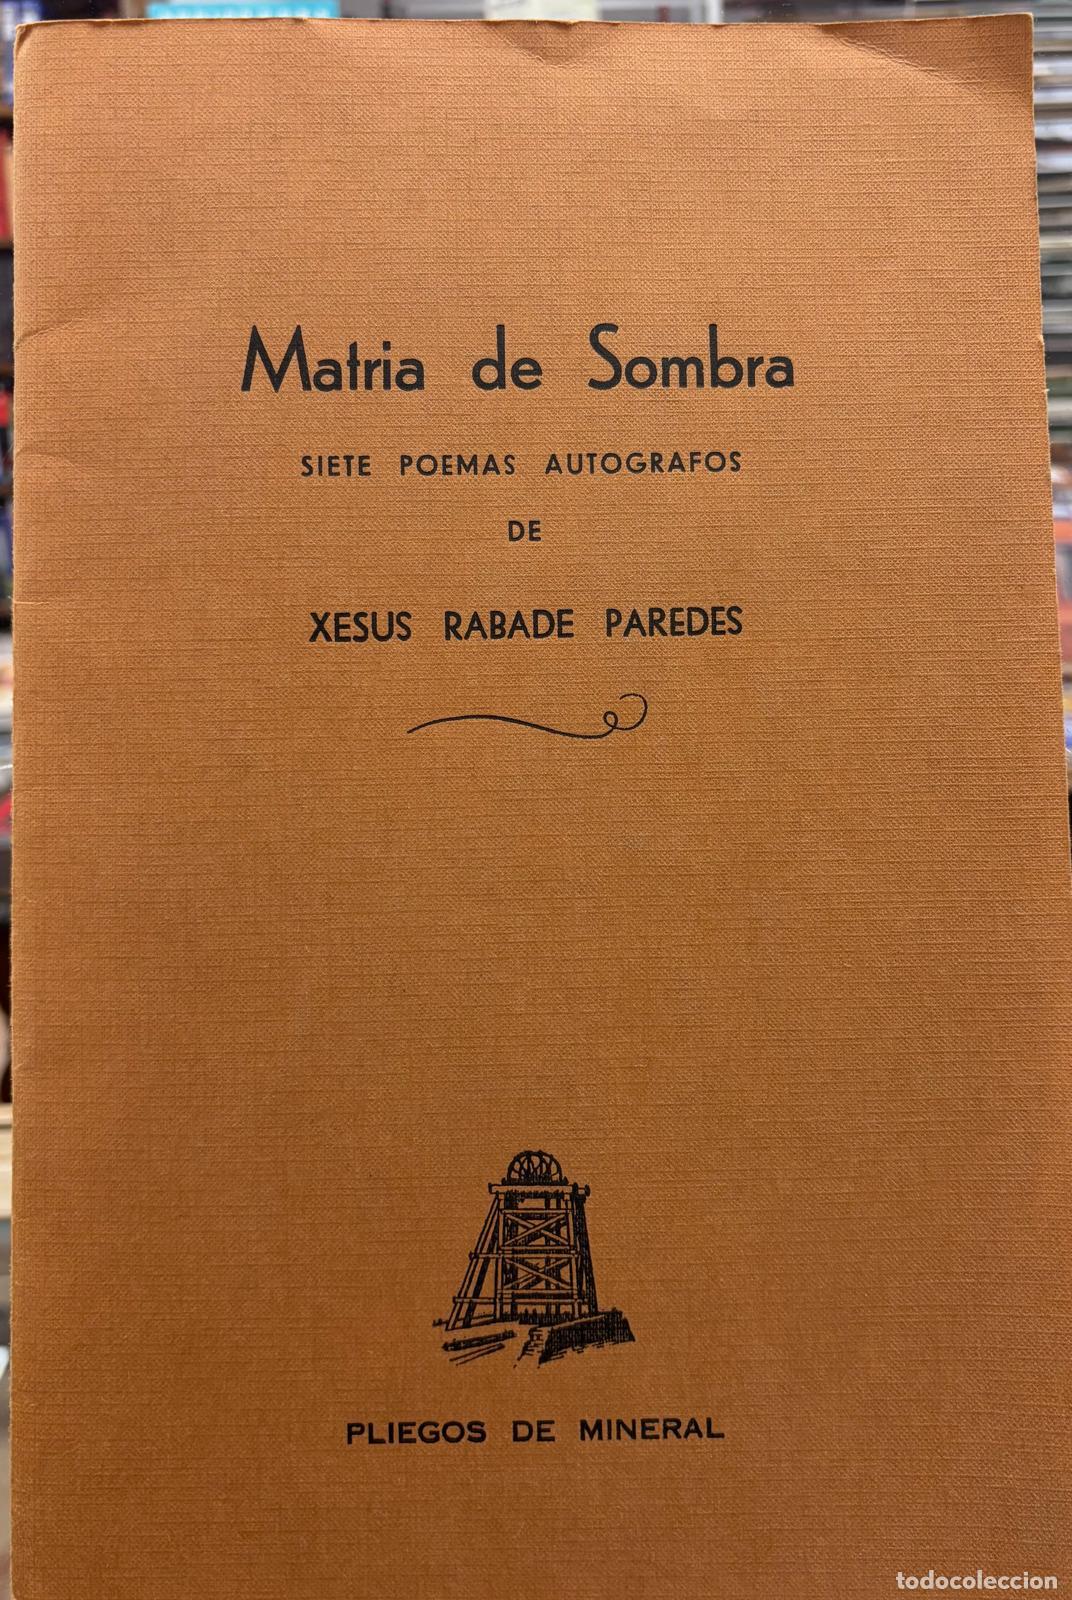 Matria de Sombra
SIETE POEMAS AUTOGRAFOS
DE
XESUS RABADE PAREDES
PLIEGOS DE MINERAL
todocoleccion